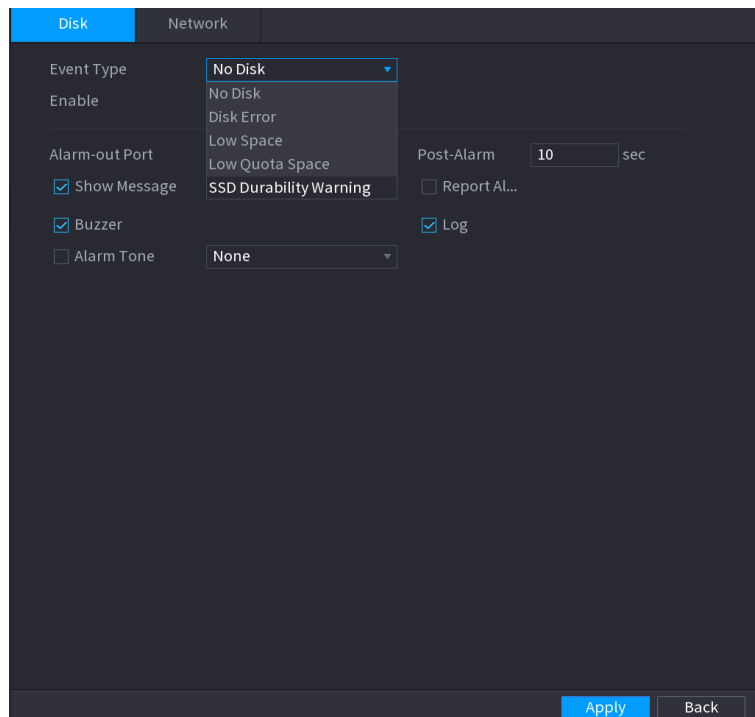 Disk Network
Event Type No Disk
No Disk
Enable
Disk Error
Low Space
Alarm-out Port Post-Alarm 10 sec
Low Quota Space
Show Message SSD Durability Warning Report Al...
Buzzer Log
Alarm Tone None
Apply Back